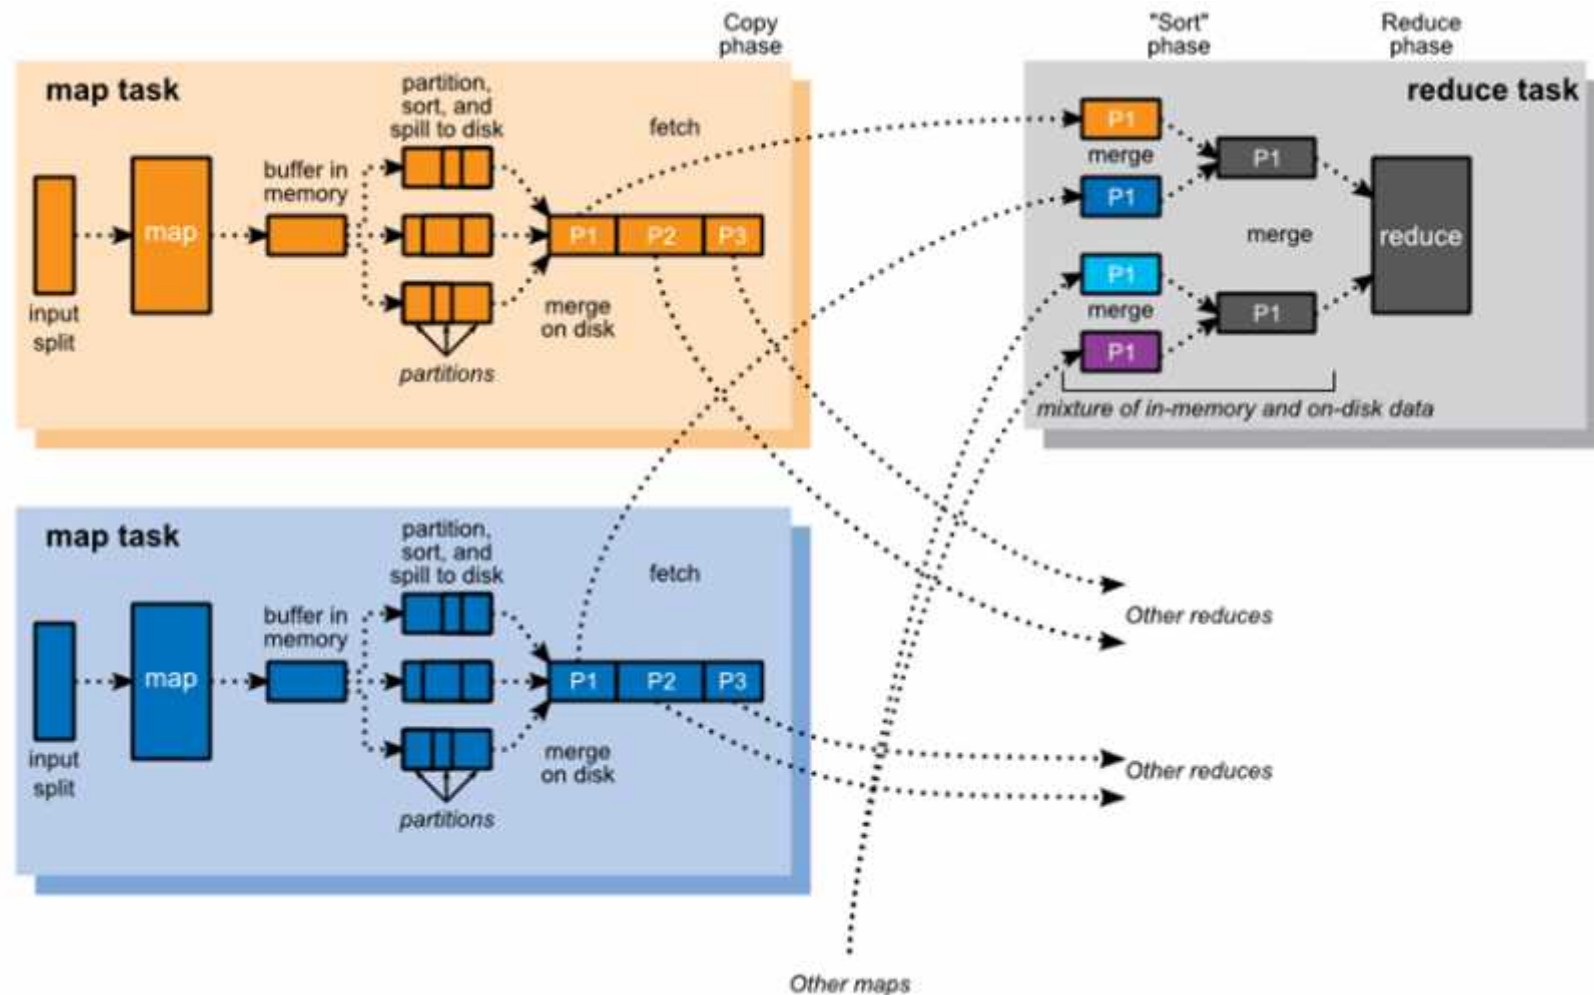 Copy
phase
"Sort"
phase
Reduce
phase
map task
partition,
sort, and
spill to disk
fetch
buffer in
memory
map
P1 P2 P3
input
split
merge
on disk
partitions
reduce task
P1
merge
P1
P1
merge
P1
P1
merge
P1
reduce
mixture of in-memory and on-disk data
map task
partition,
sort, and
spill to disk
fetch
buffer in
memory
map
P1 P2 P3
input
split
merge
on disk
partitions
Other reduces
Other reduces
Other maps